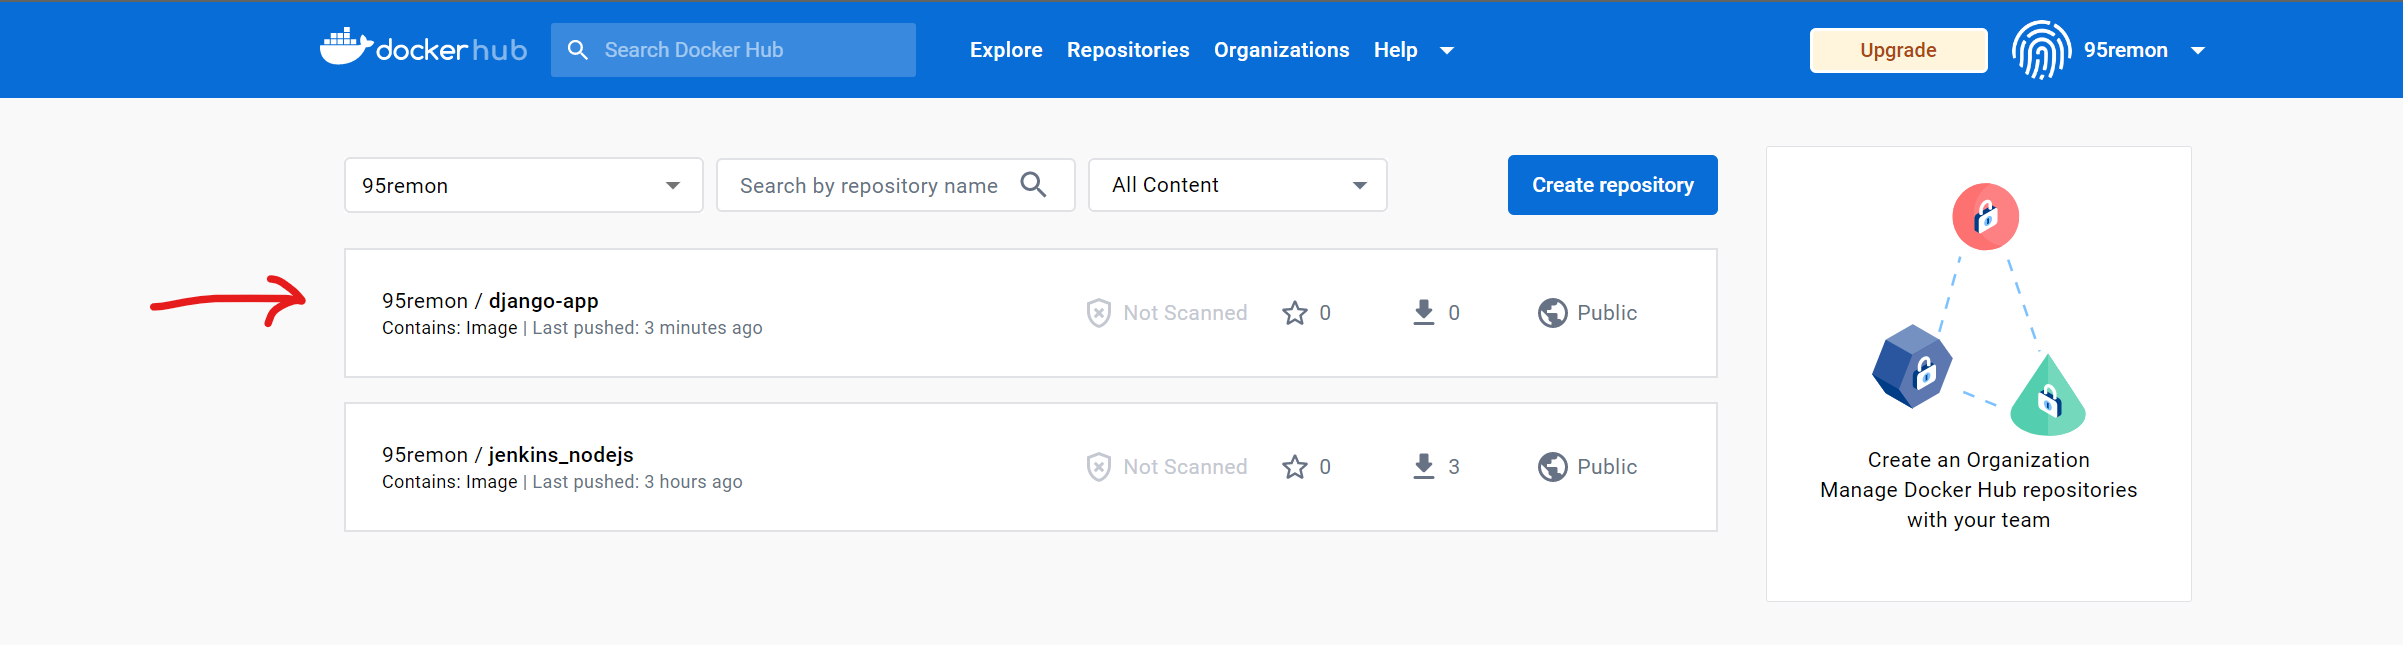 dockerhub Search Docker Hub Explore Repositories Organizations Help Upgrade 95remon
95remon Search by repository name All Content Create repository
95remon / django-app
Contains: Image | Last pushed: 3 minutes ago
Not Scanned 0 0 Public
95remon / jenkins_nodejs
Contains: Image | Last pushed: 3 hours ago
Not Scanned 0 3 Public
Create an Organization
Manage Docker Hub repositories
with your team